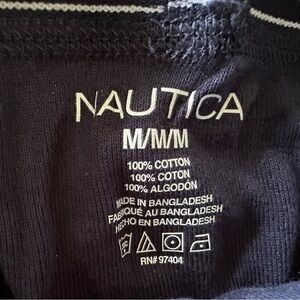 NAUTICA
M/M/M
100% COTTON
100% COTON
100% ALGODÓN
MADE IN BANGLADESH
FABRIQUÉ AU BANGLADESH
HECHO EN BANGLADESH
RN# 97404